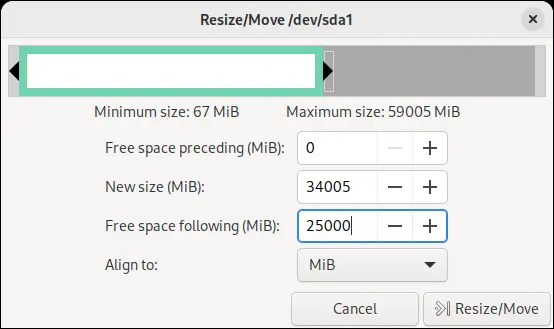 Resize/Move /dev/sda1
Minimum size: 67 MiB Maximum size: 59005 MiB
Free space preceding (MiB): 0
New size (MiB): 34005
Free space following (MiB): 25000
Align to: MiB
Cancel Resize/Move